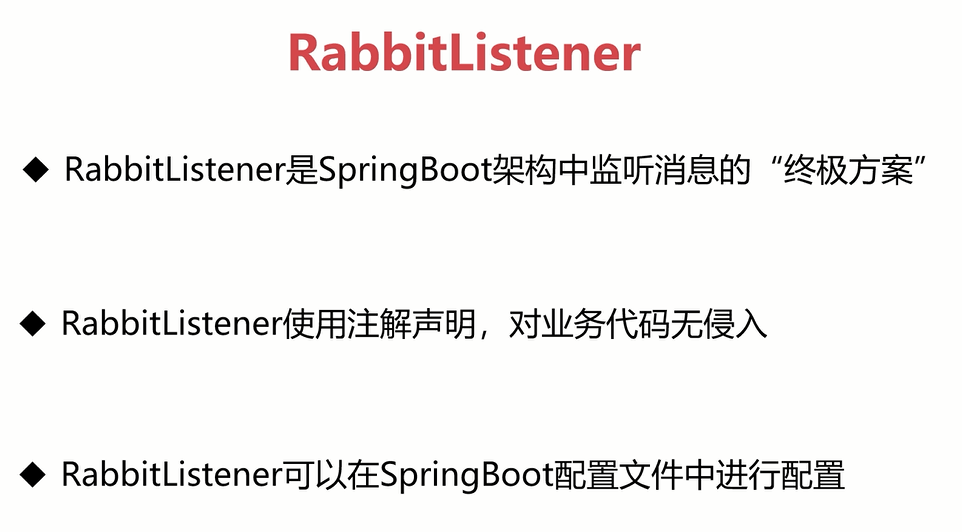 RabbitListener
◆ RabbitListener是SpringBoot架构中监听消息的“终极方案”
◆ RabbitListener使用注解声明，对业务代码无侵入
◆ RabbitListener可以在SpringBoot配置文件中进行配置